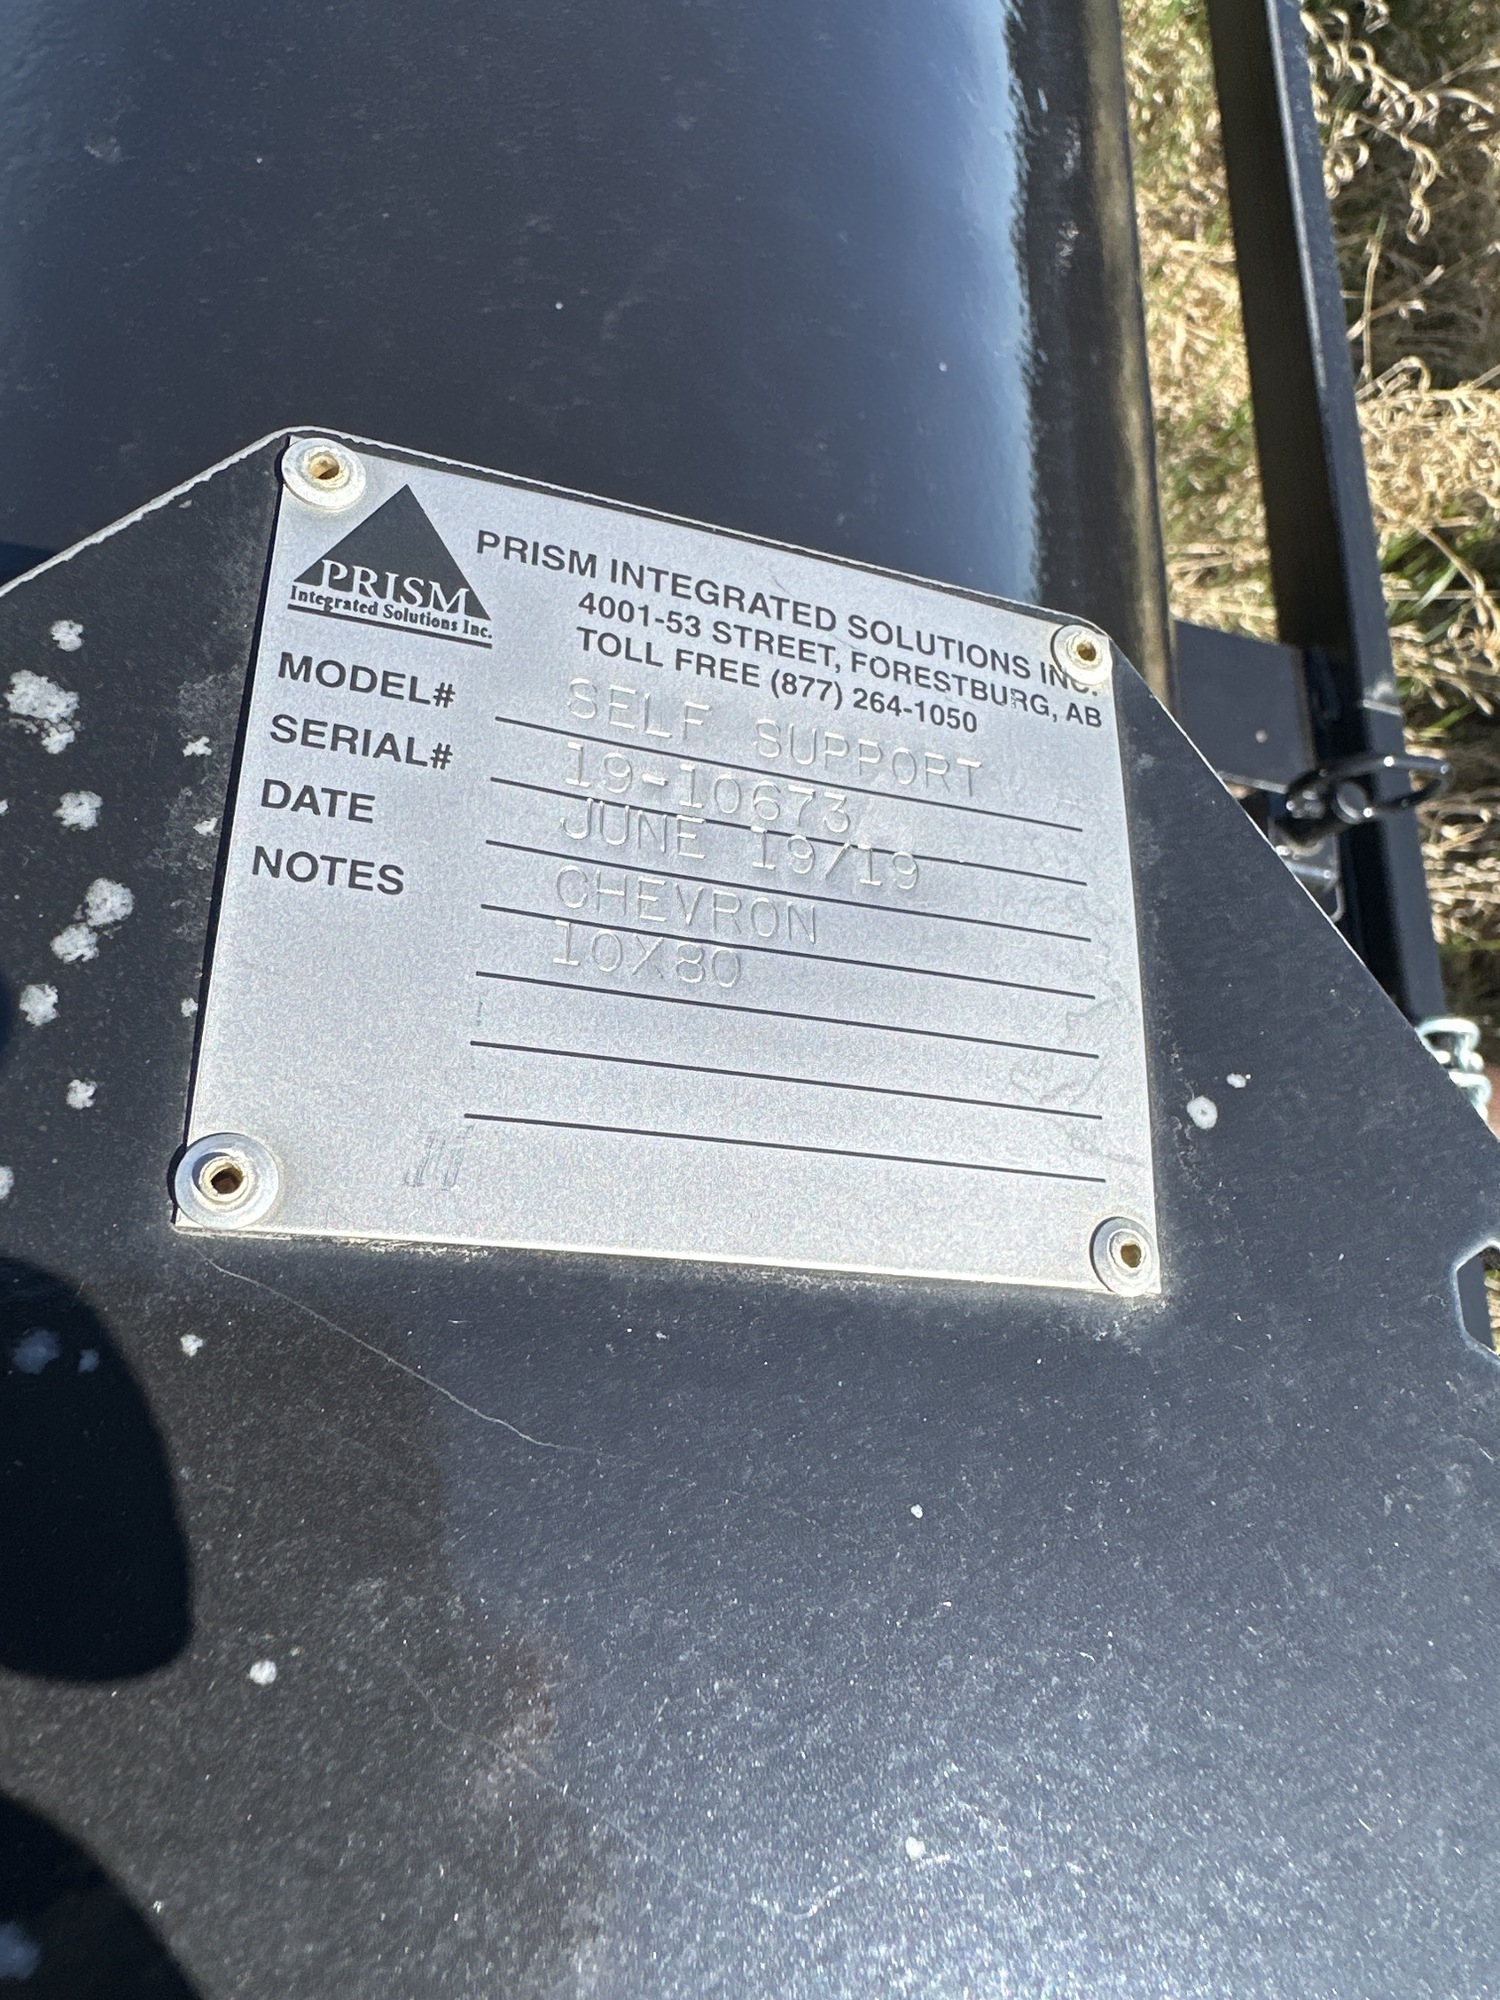 PRISM
Integrated Solutions Inc.
PRISM INTEGRATED SOLUTIONS INC.
4001-53 STREET, FORESTBURG, AB
TOLL FREE (877) 264-1050
MODEL# SELF SUPPORT
SERIAL# 19-10673
DATE JUNE 19/19
NOTES CHEVRON
10X80